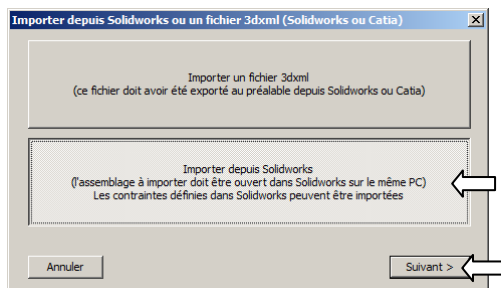 Importer depuis Solidworks ou un fichier 3dxml (Solidworks ou Catia)
Importer un fichier 3dxml
(ce fichier doit avoir été exporté au préalable depuis Solidworks ou Catia)
Importer depuis Solidworks
(l'assemblage à importer doit être ouvert dans Solidworks sur le même PC)
Les contraintes définies dans Solidworks peuvent être importées
Annuler
Suivant >